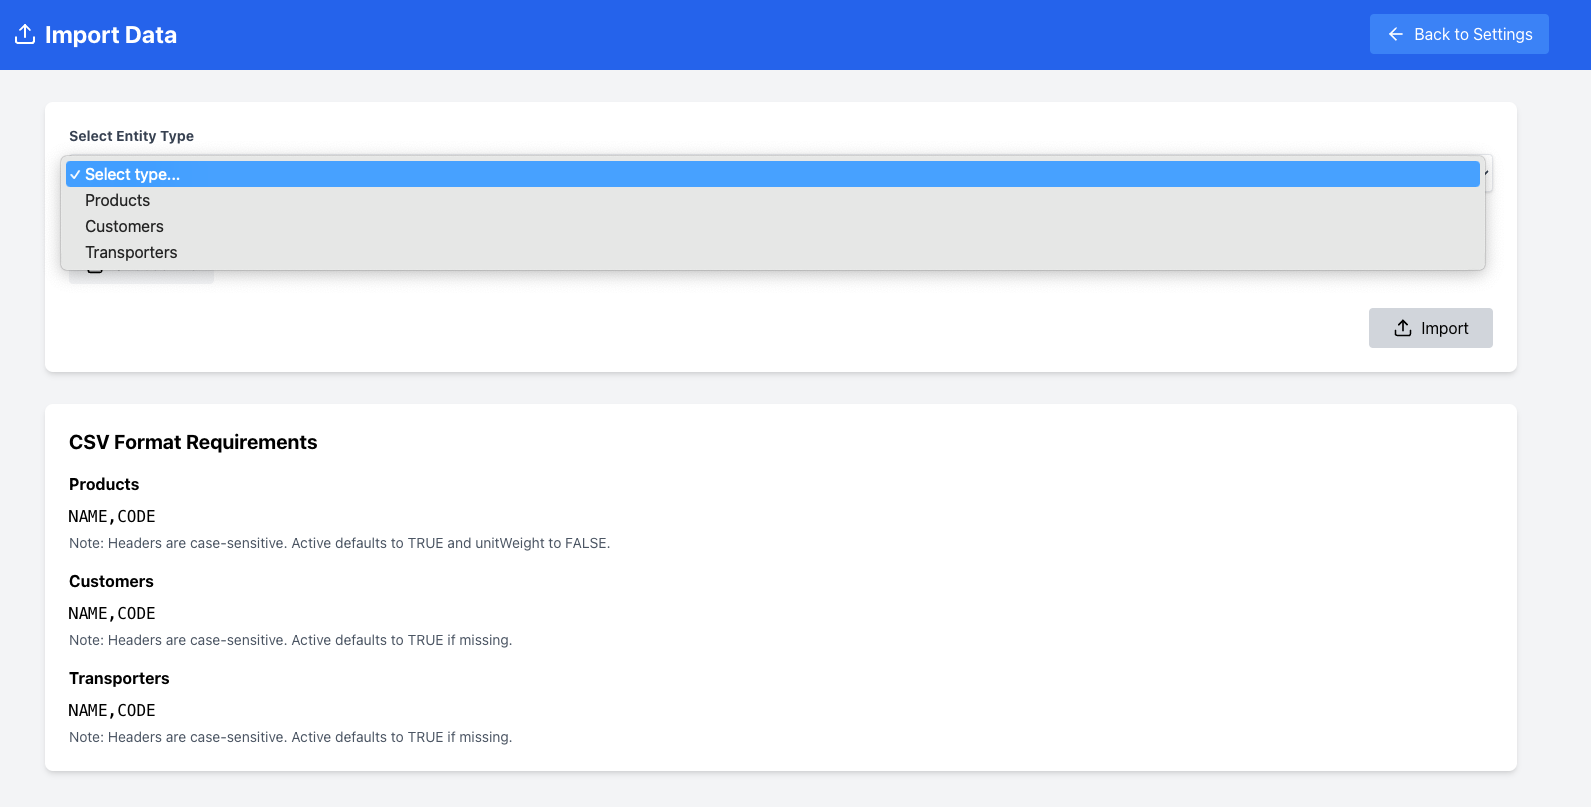 Import Data
Back to Settings
Select Entity Type
Select type...
Products
Customers
Transporters
Import
CSV Format Requirements
Products
NAME,CODE
Note: Headers are case-sensitive. Active defaults to TRUE and unitWeight to FALSE.
Customers
NAME,CODE
Note: Headers are case-sensitive. Active defaults to TRUE if missing.
Transporters
NAME,CODE
Note: Headers are case-sensitive. Active defaults to TRUE if missing.